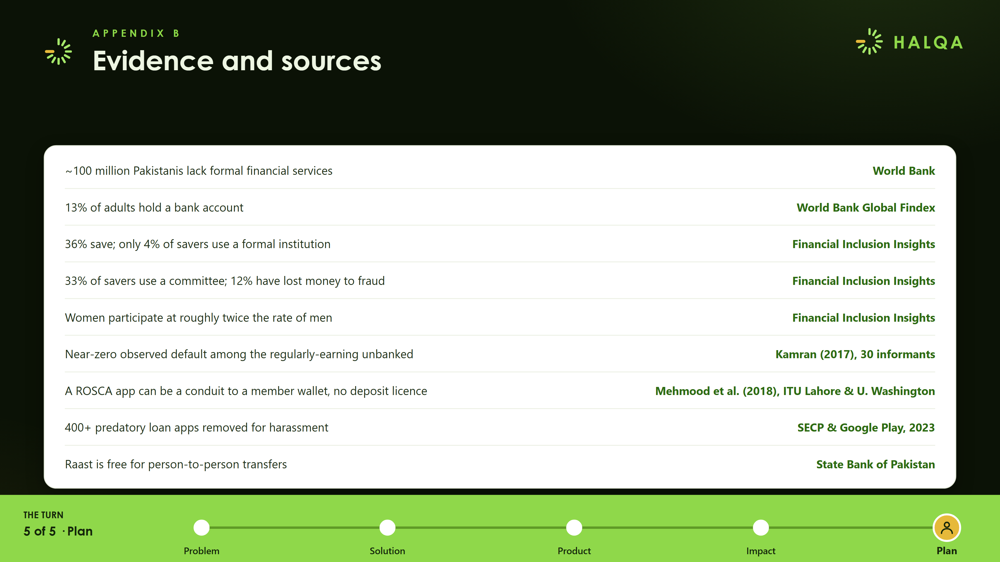 APPENDIX B
Evidence and sources
HALQA
~100 million Pakistanis lack formal financial services World Bank
13% of adults hold a bank account World Bank Global Findex
36% save; only 4% of savers use a formal institution Financial Inclusion Insights
33% of savers use a committee; 12% have lost money to fraud Financial Inclusion Insights
Women participate at roughly twice the rate of men Financial Inclusion Insights
Near-zero observed default among the regularly-earning unbanked Kamran (2017), 30 informants
A ROSCA app can be a conduit to a member wallet, no deposit licence Mehmood et al. (2018), ITU Lahore & U. Washington
400+ predatory loan apps removed for harassment SECP & Google Play, 2023
Raast is free for person-to-person transfers State Bank of Pakistan
THE TURN
5 of 5 · Plan
Problem Solution Product Impact Plan